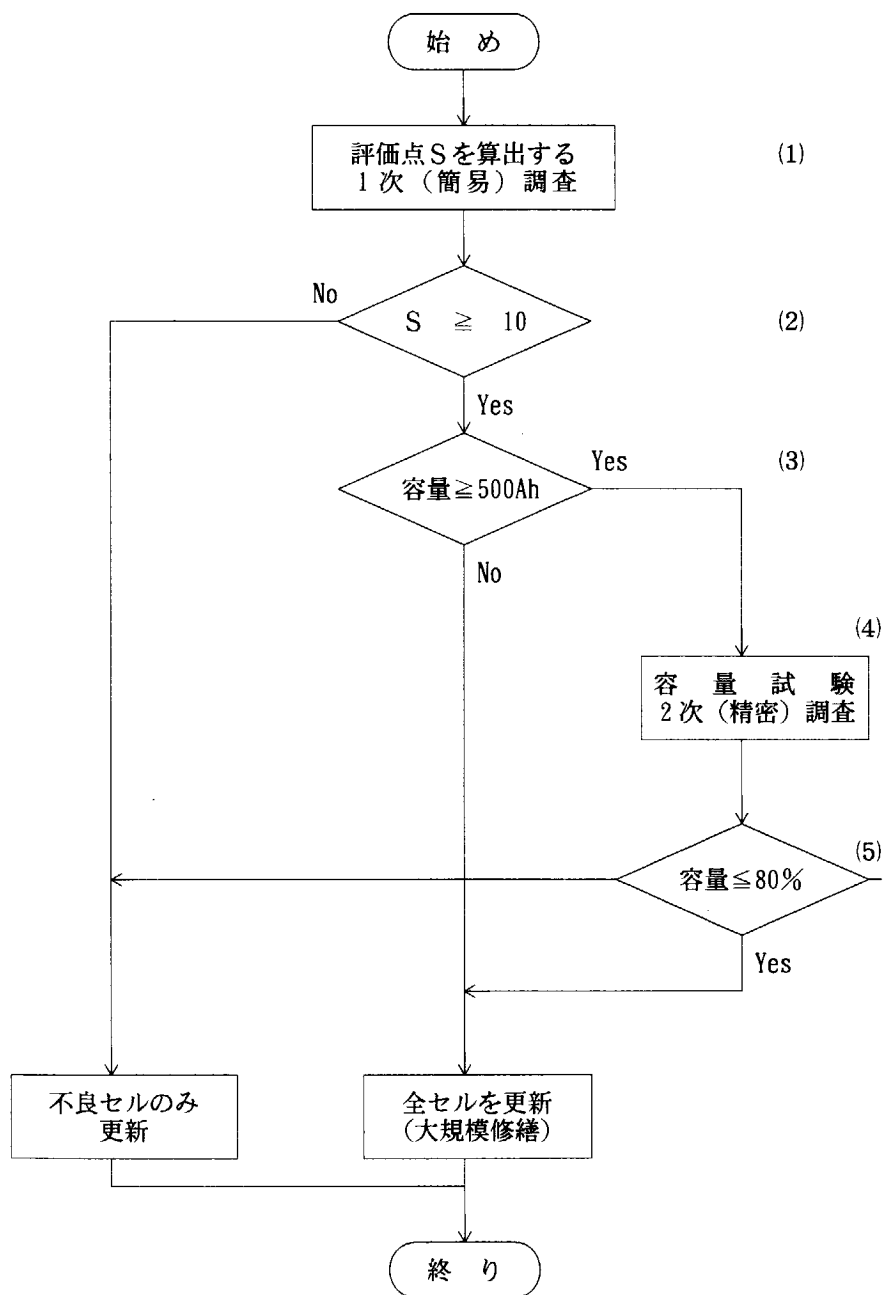 始め
評価点Sを算出する
1次(簡易)調査
(1)
No
S ≧ 10
(2)
Yes
容量≧500Ah
Yes
(3)
No
(4)
容量試験
2次(精密)調査
(5)
容量≦80%
Yes
不良セルのみ
更新
全セルを更新
(大規模修繕)
終り